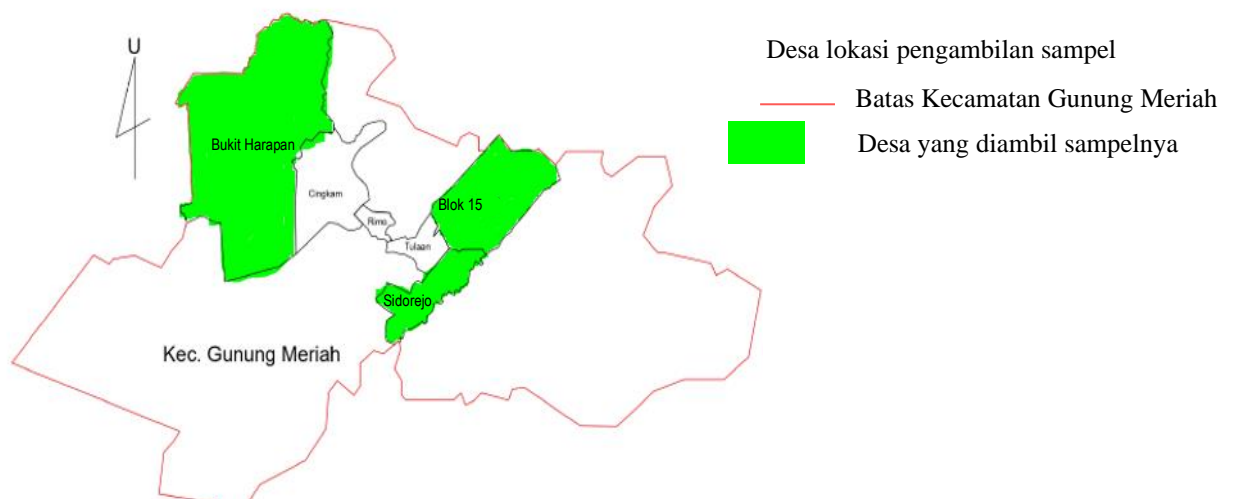 U
Bukit Harapan
Cingkam
Rimo
Tulaan
Blok 15
Sidorejo
Kec. Gunung Meriah
Desa lokasi pengambilan sampel
Batas Kecamatan Gunung Meriah
Desa yang diambil sampelnya